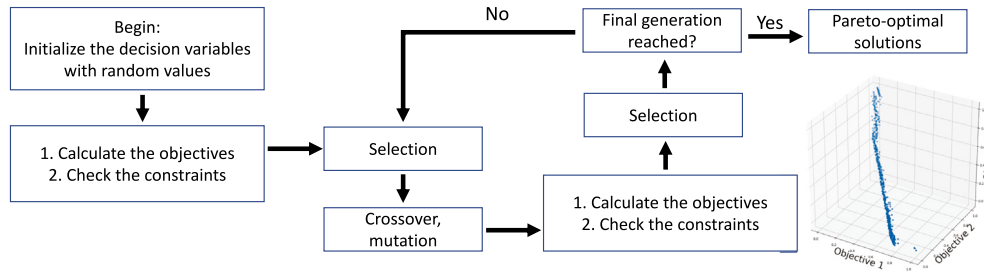 Begin:
Initialize the decision variables
with random values
1. Calculate the objectives
2. Check the constraints
Selection
Crossover,
mutation
1. Calculate the objectives
2. Check the constraints
Selection
Final generation
reached?
No
Yes
Pareto-optimal
solutions
Objective 1
Objective 2